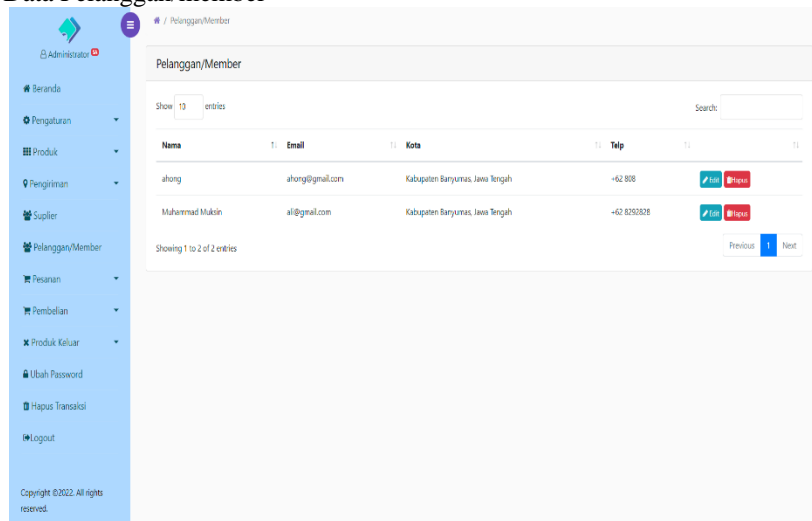 Data Pelanggan/member
/ Pelanggan/Member
Administrator
Pelanggan/Member
Beranda
Show 10 entries
Search:
Pengaturan
Nama Email Kota Telp
Produk
ahong ahong@gmail.com Kabupaten Banyumas, Jawa Tengah +62 808 Edit Hapus
Pengiriman
Muhammad Muksin ali@gmail.com Kabupaten Banyumas, Jawa Tengah +62 8292828 Edit Hapus
Suplier
Pelanggan/Member
Showing 1 to 2 of 2 entries
Previous 1 Next
Pesanan
Pembelian
Produk Keluar
Ubah Password
Hapus Transaksi
Logout
Copyright ©2022. All rights
reserved.